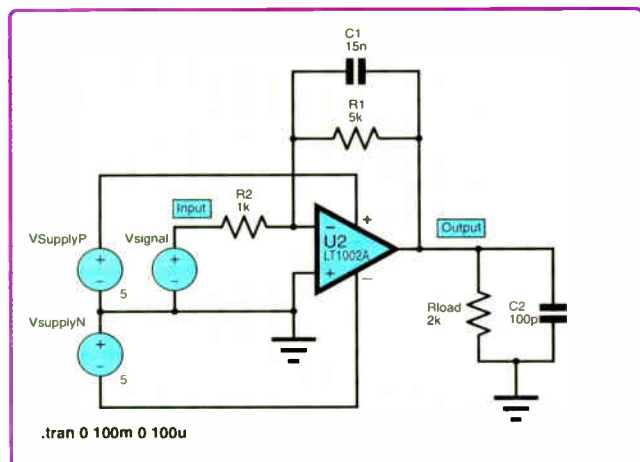 C1
15n
R1
5k
R2
1k
Input
+
VSupplyP
Vsignal
−
U2
LT1002A
+
Output
+
−
+
−
−
5
VsupplyN
Rload
2k
C2
100p
+
−
5
.tran 0 100m 0 100u